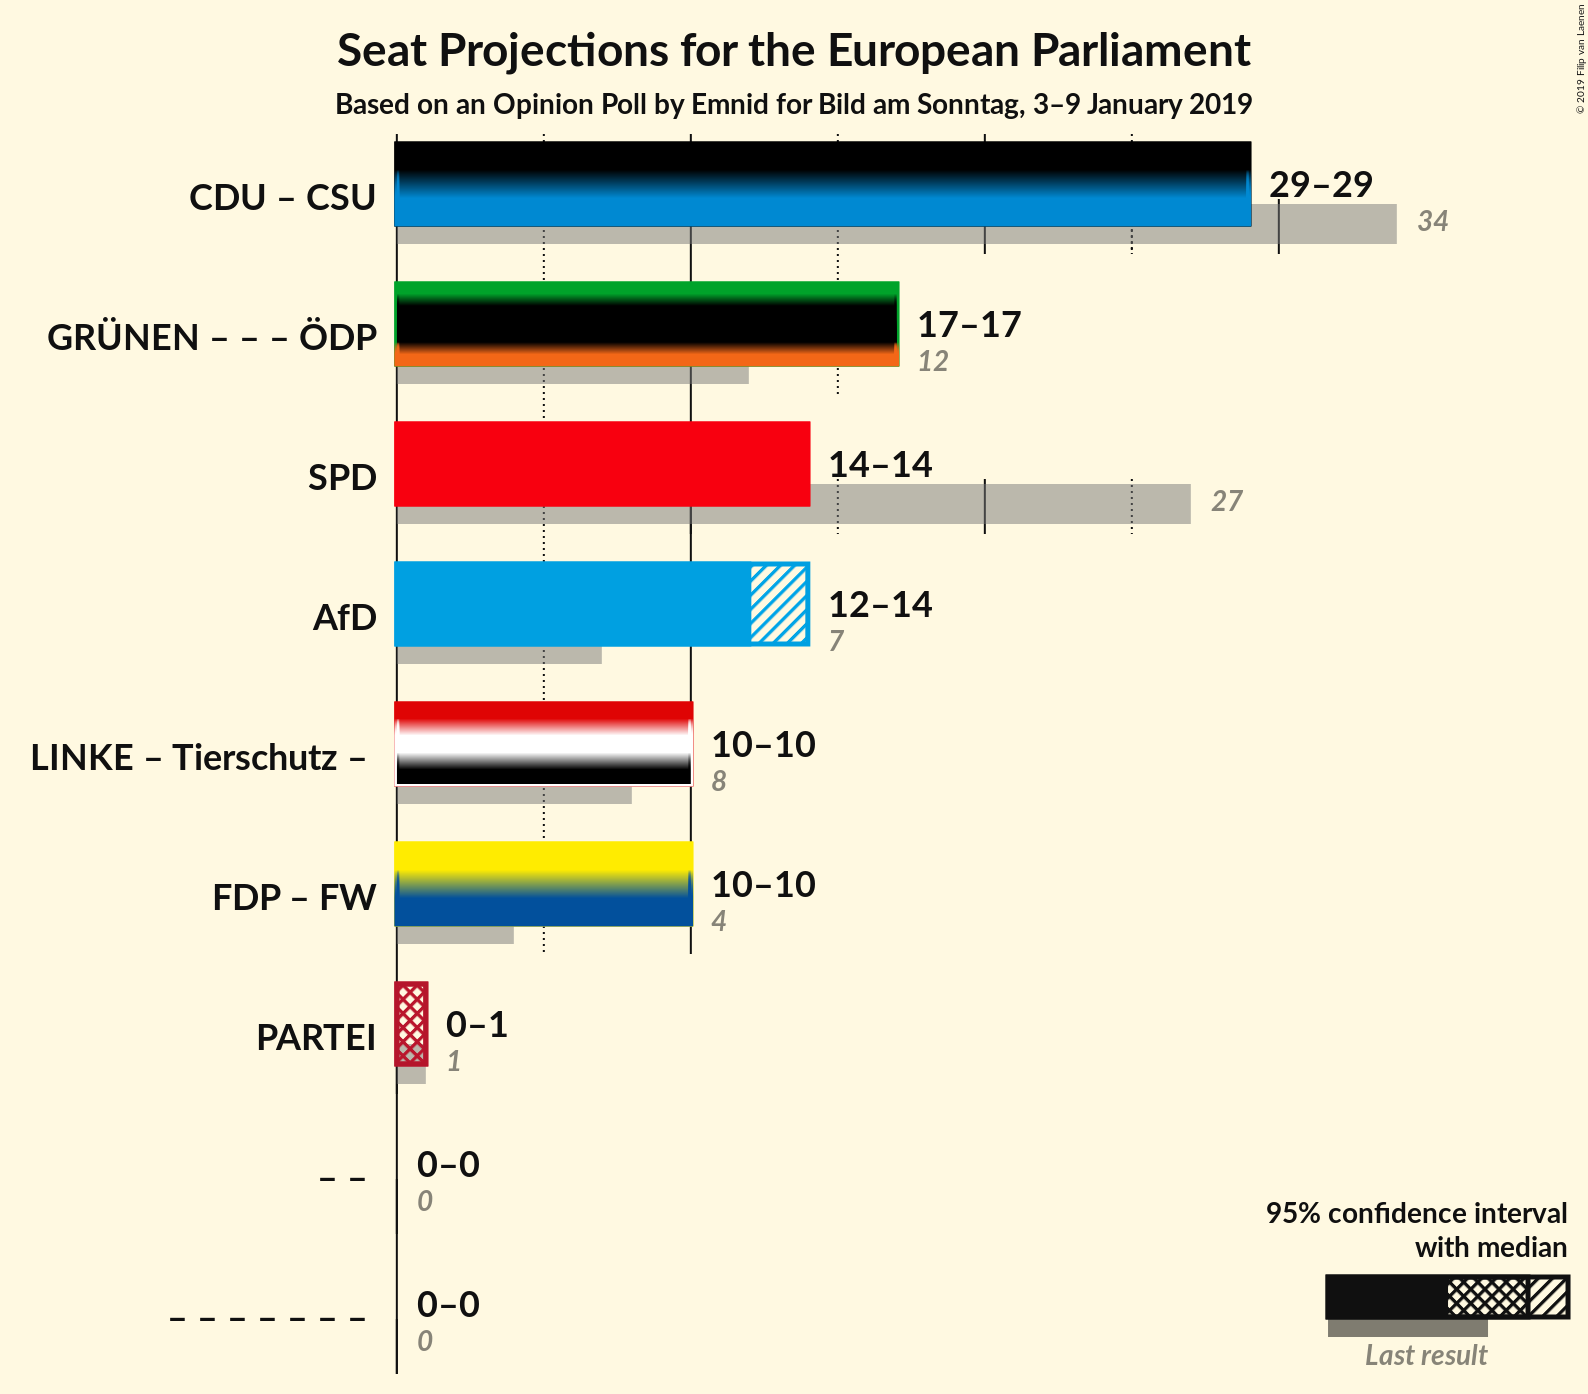 Seat Projections for the European Parliament
Based on an Opinion Poll by Emnid for Bild am Sonntag, 3–9 January 2019
© 2019 Filip van Laenen
CDU – CSU
29–29
34
GRÜNEN – – – ÖDP
17–17
12
SPD
14–14
27
AfD
12–14
7
LINKE – Tierschutz –
10–10
8
FDP – FW
10–10
4
PARTEI
0–1
1
– –
0–0
0
– – – – – – –
0–0
0
95% confidence interval
with median
Last result